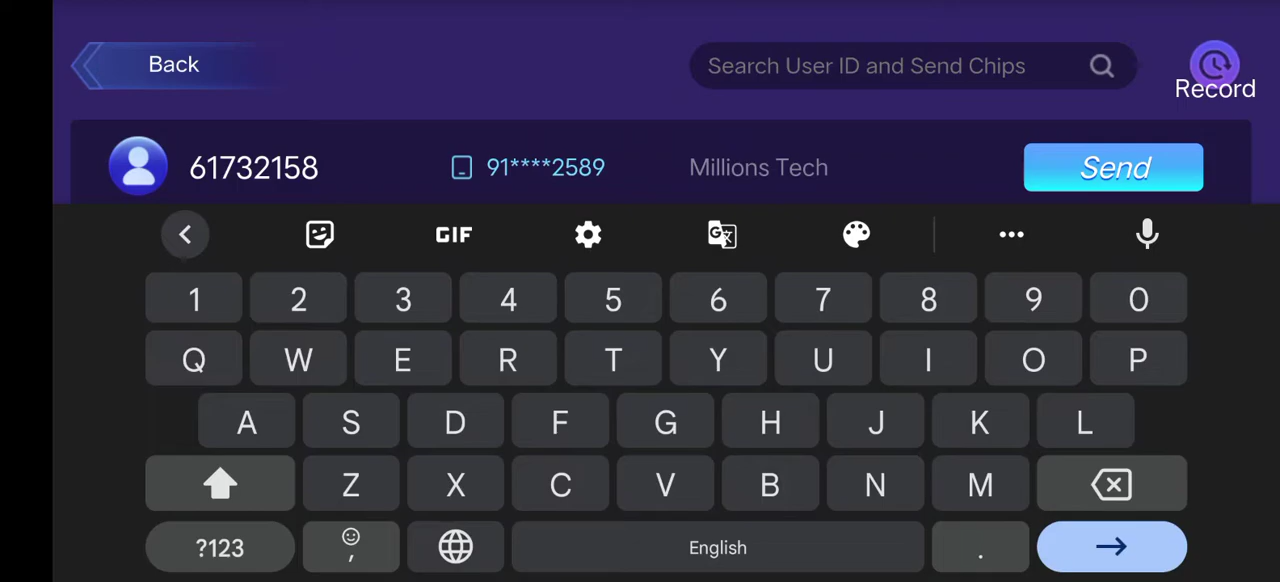 Back
Search User ID and Send Chips
Record
61732158
91****2589
Millions Tech
Send
GIF
1 2 3 4 5 6 7 8 9 0
Q W E R T Y U I O P
A S D F G H J K L
Z X C V B N M
?123 , English .